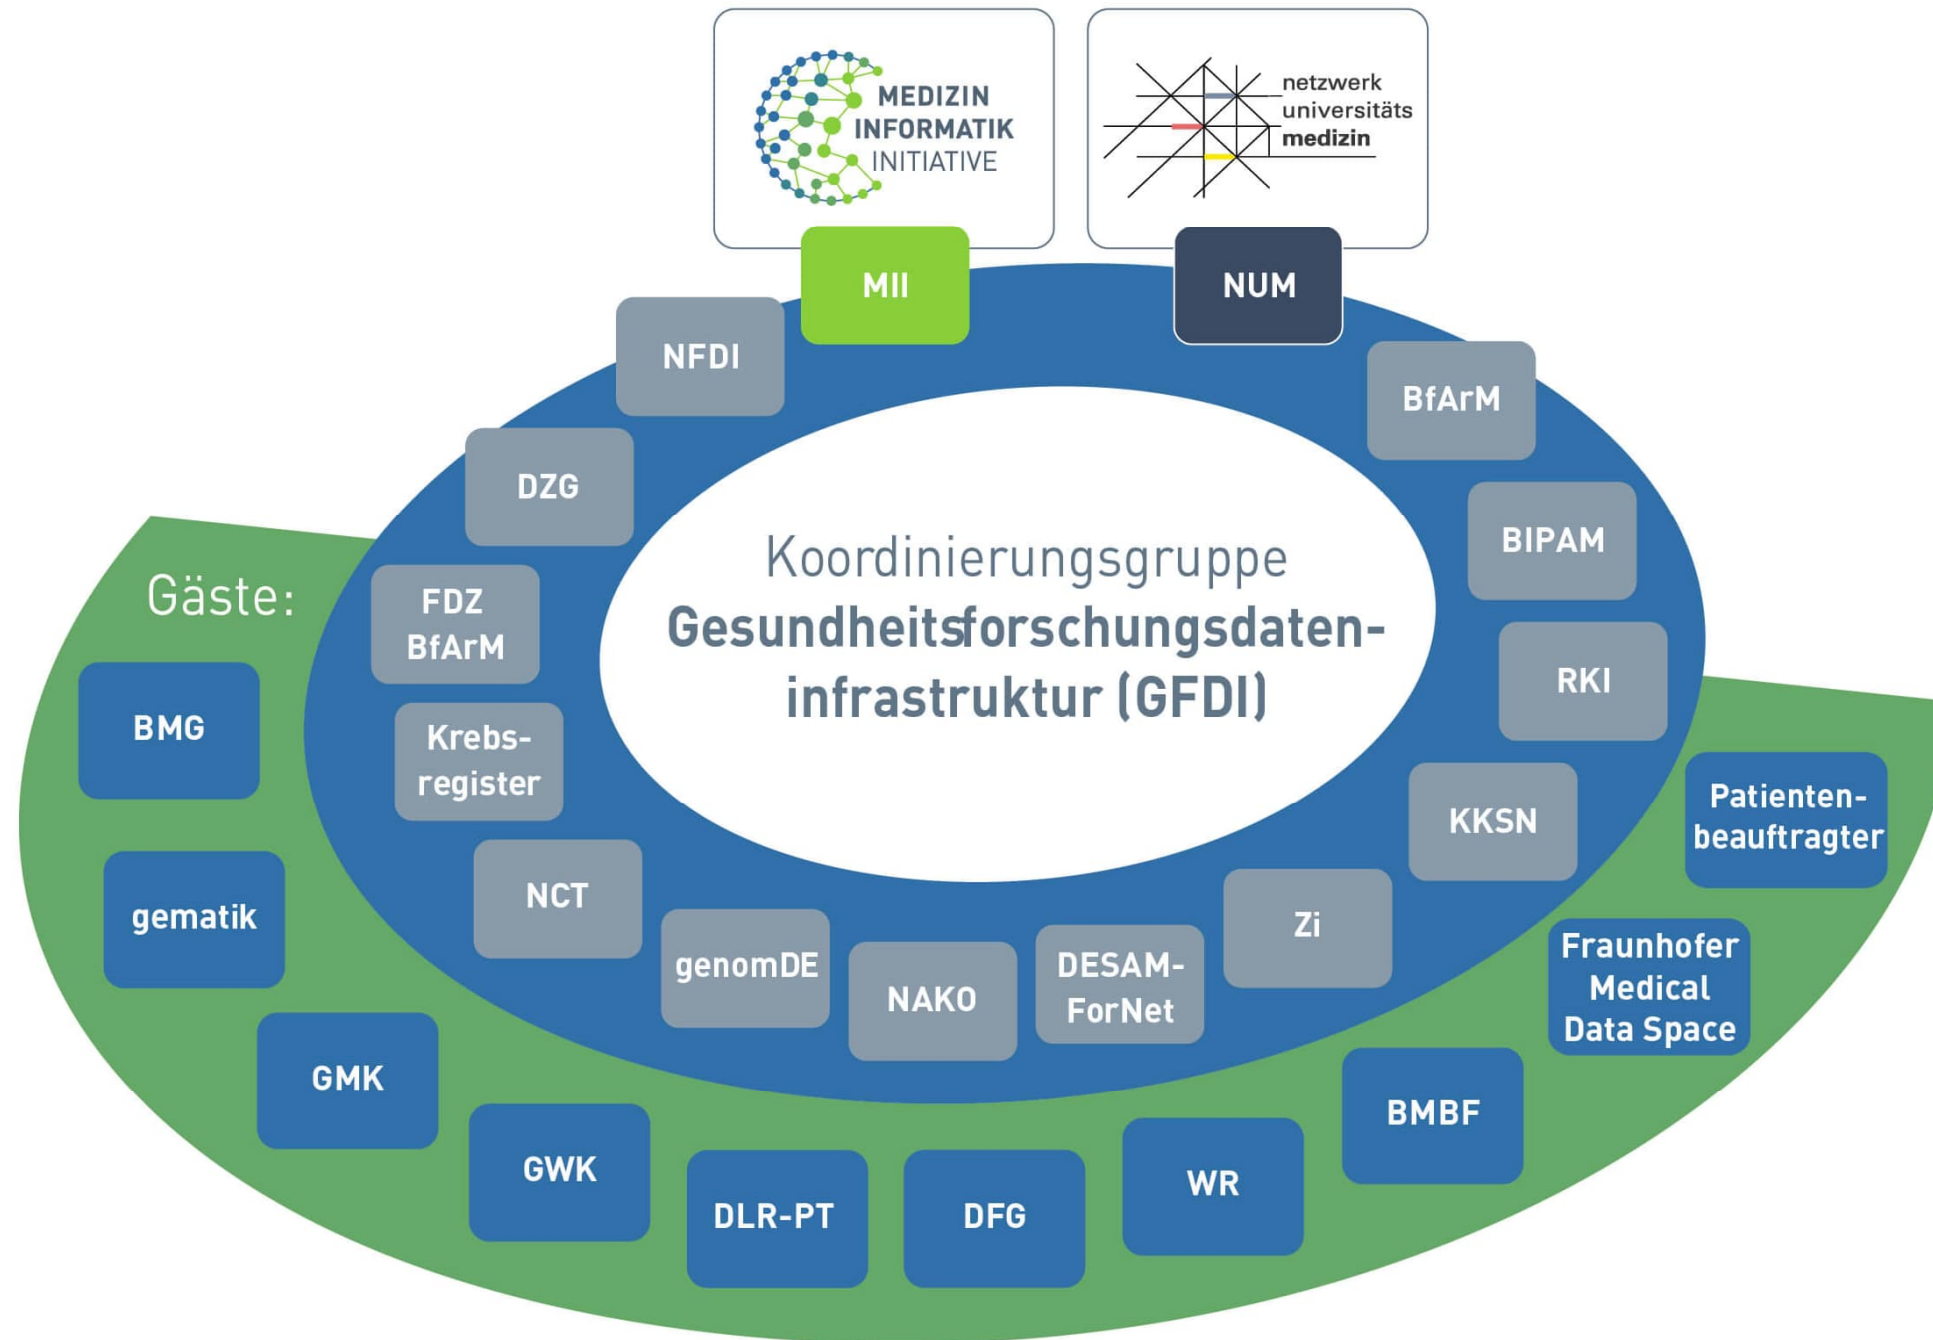 MEDIZIN
INFORMATIK
INITIATIVE
netzwerk
universitäts
medizin
MII
NUM
NFDI
BfArM
DZG
BIPAM
Koordinierungsgruppe
Gesundheitsforschungsdaten-
infrastruktur (GFDI)
Gäste:
FDZ
BfArM
RKI
BMG
Krebs-
register
KKSN
Patienten-
beauftragter
gematik
NCT
genomDE
NAKO
DESAM-
ForNet
Zi
Fraunhofer
Medical
Data Space
GMK
GWK
DLR-PT
DFG
WR
BMBF